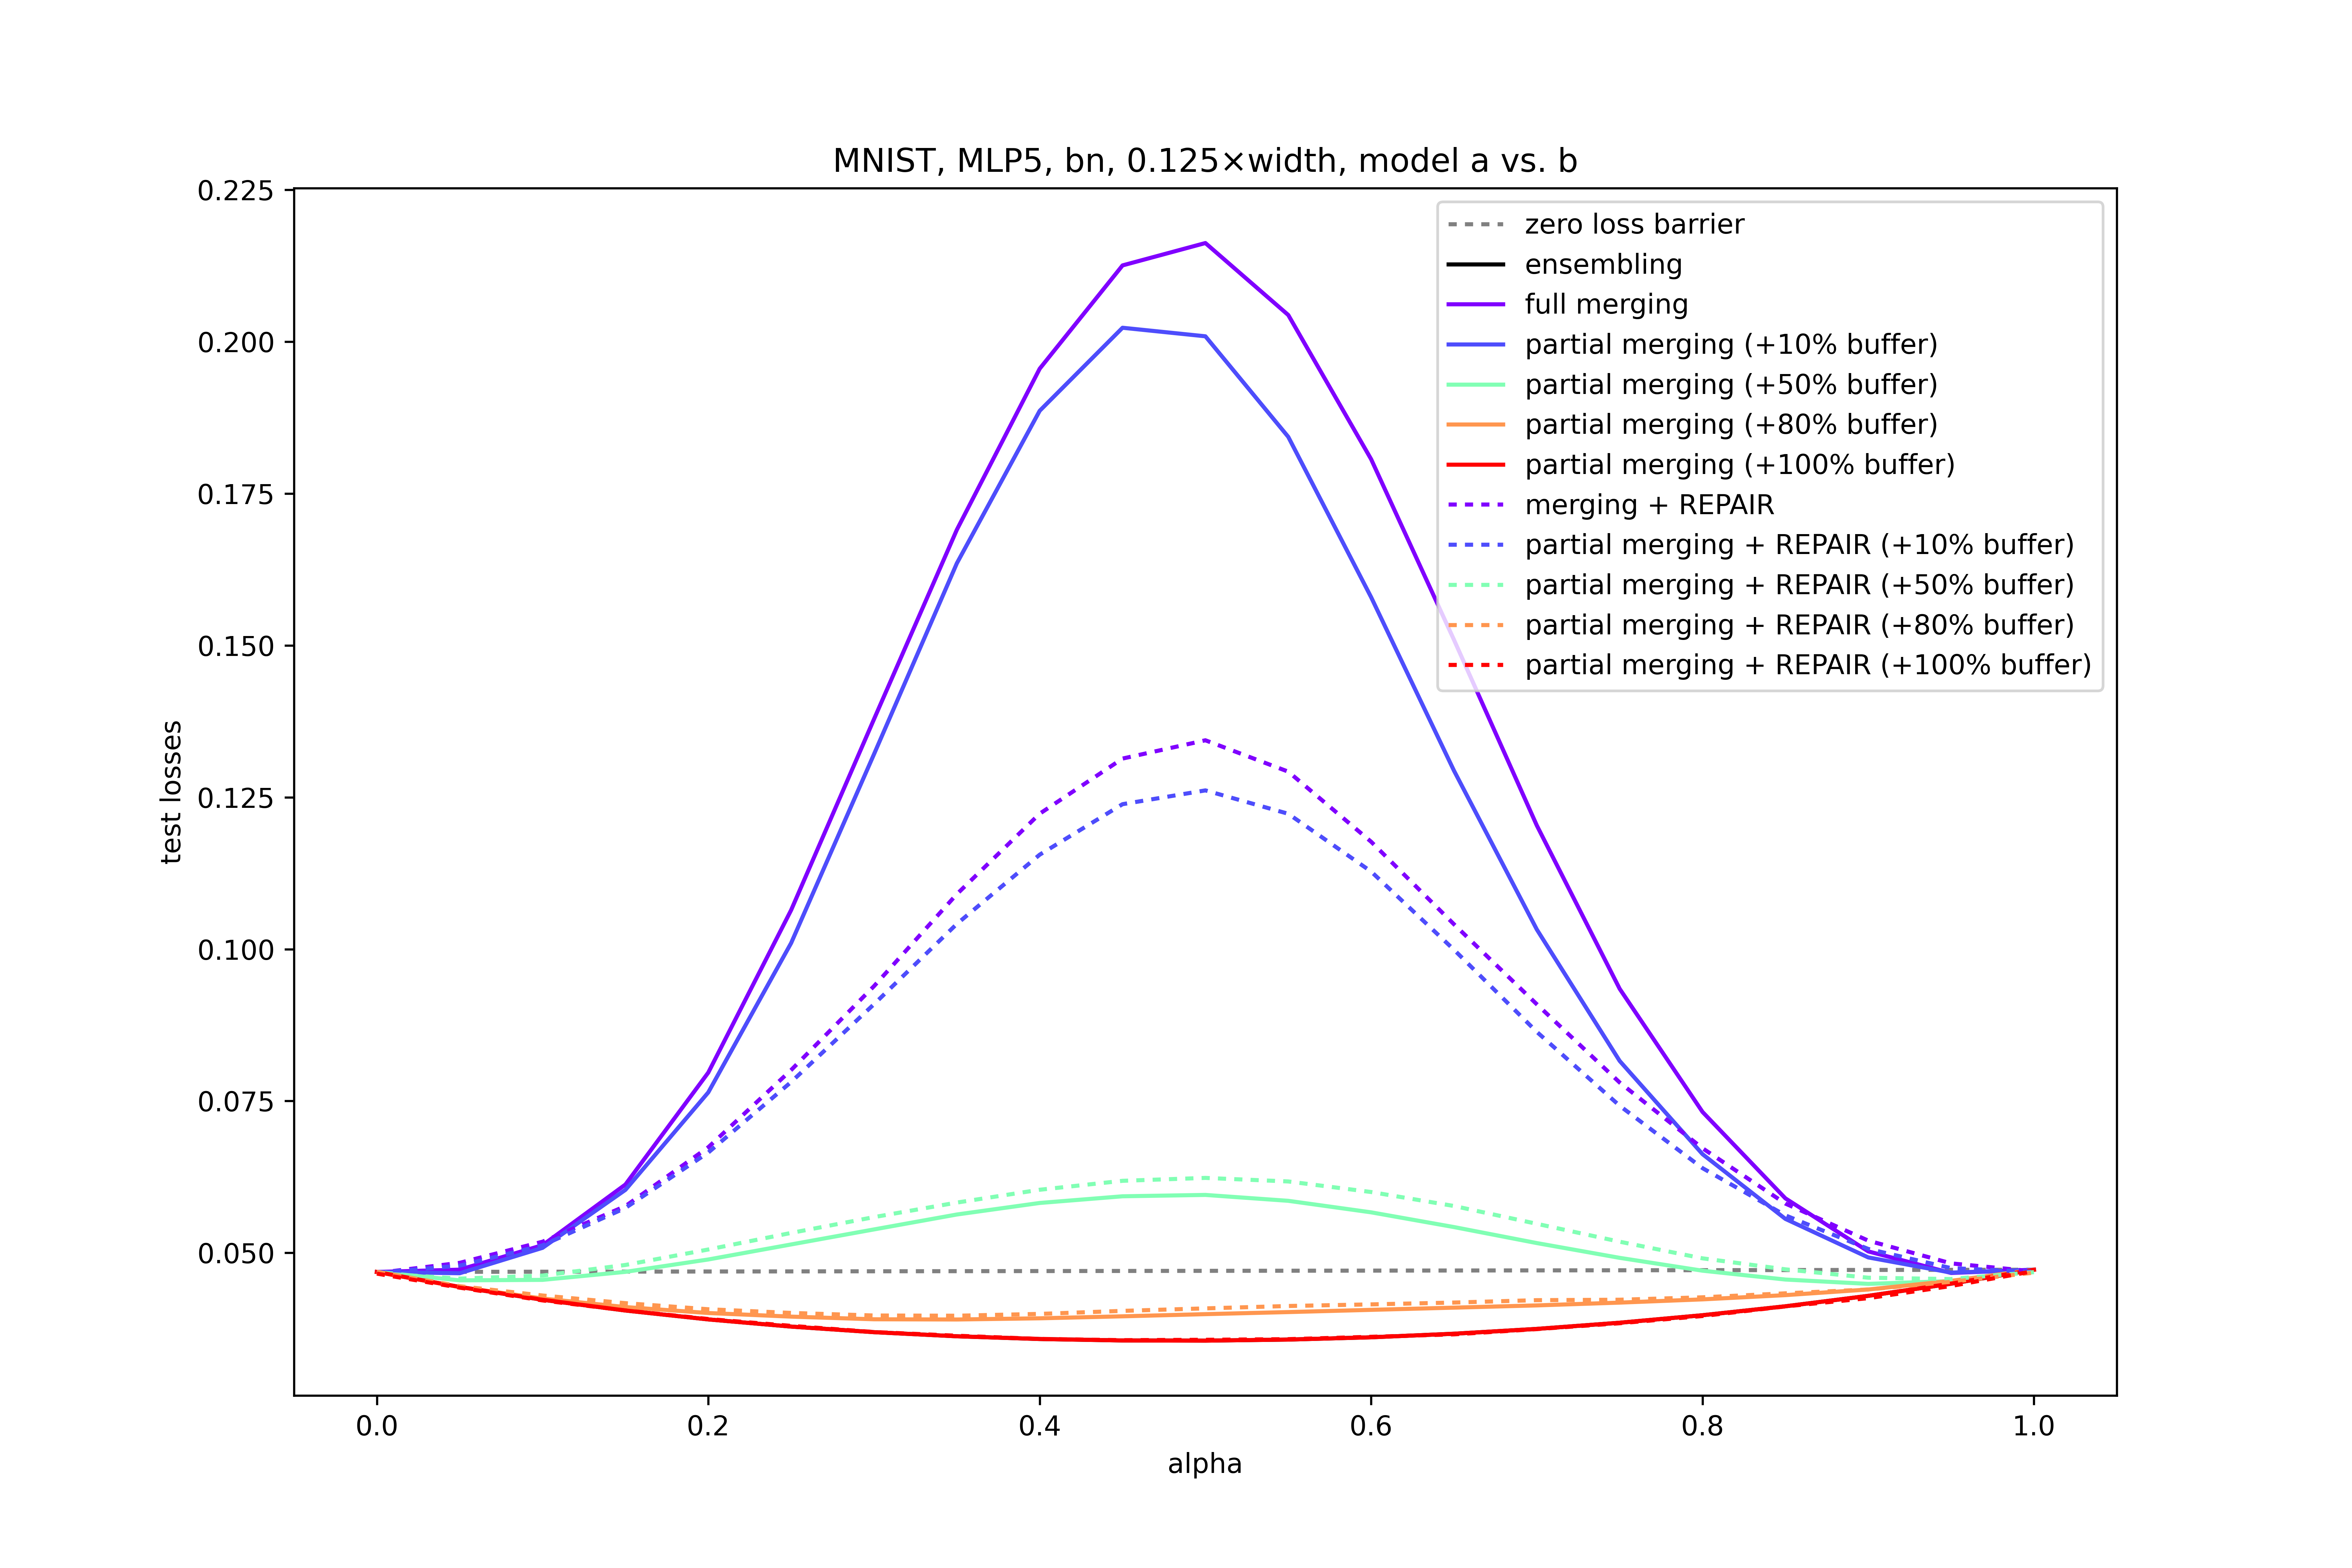 MNIST, MLP5, bn, 0.125×width, model a vs. b
0.225
0.200
0.175
0.150
0.125
0.100
0.075
0.050
test losses
zero loss barrier
ensembling
full merging
partial merging (+10% buffer)
partial merging (+50% buffer)
partial merging (+80% buffer)
partial merging (+100% buffer)
merging + REPAIR
partial merging + REPAIR (+10% buffer)
partial merging + REPAIR (+50% buffer)
partial merging + REPAIR (+80% buffer)
partial merging + REPAIR (+100% buffer)
0.0 0.2 0.4 0.6 0.8 1.0
alpha